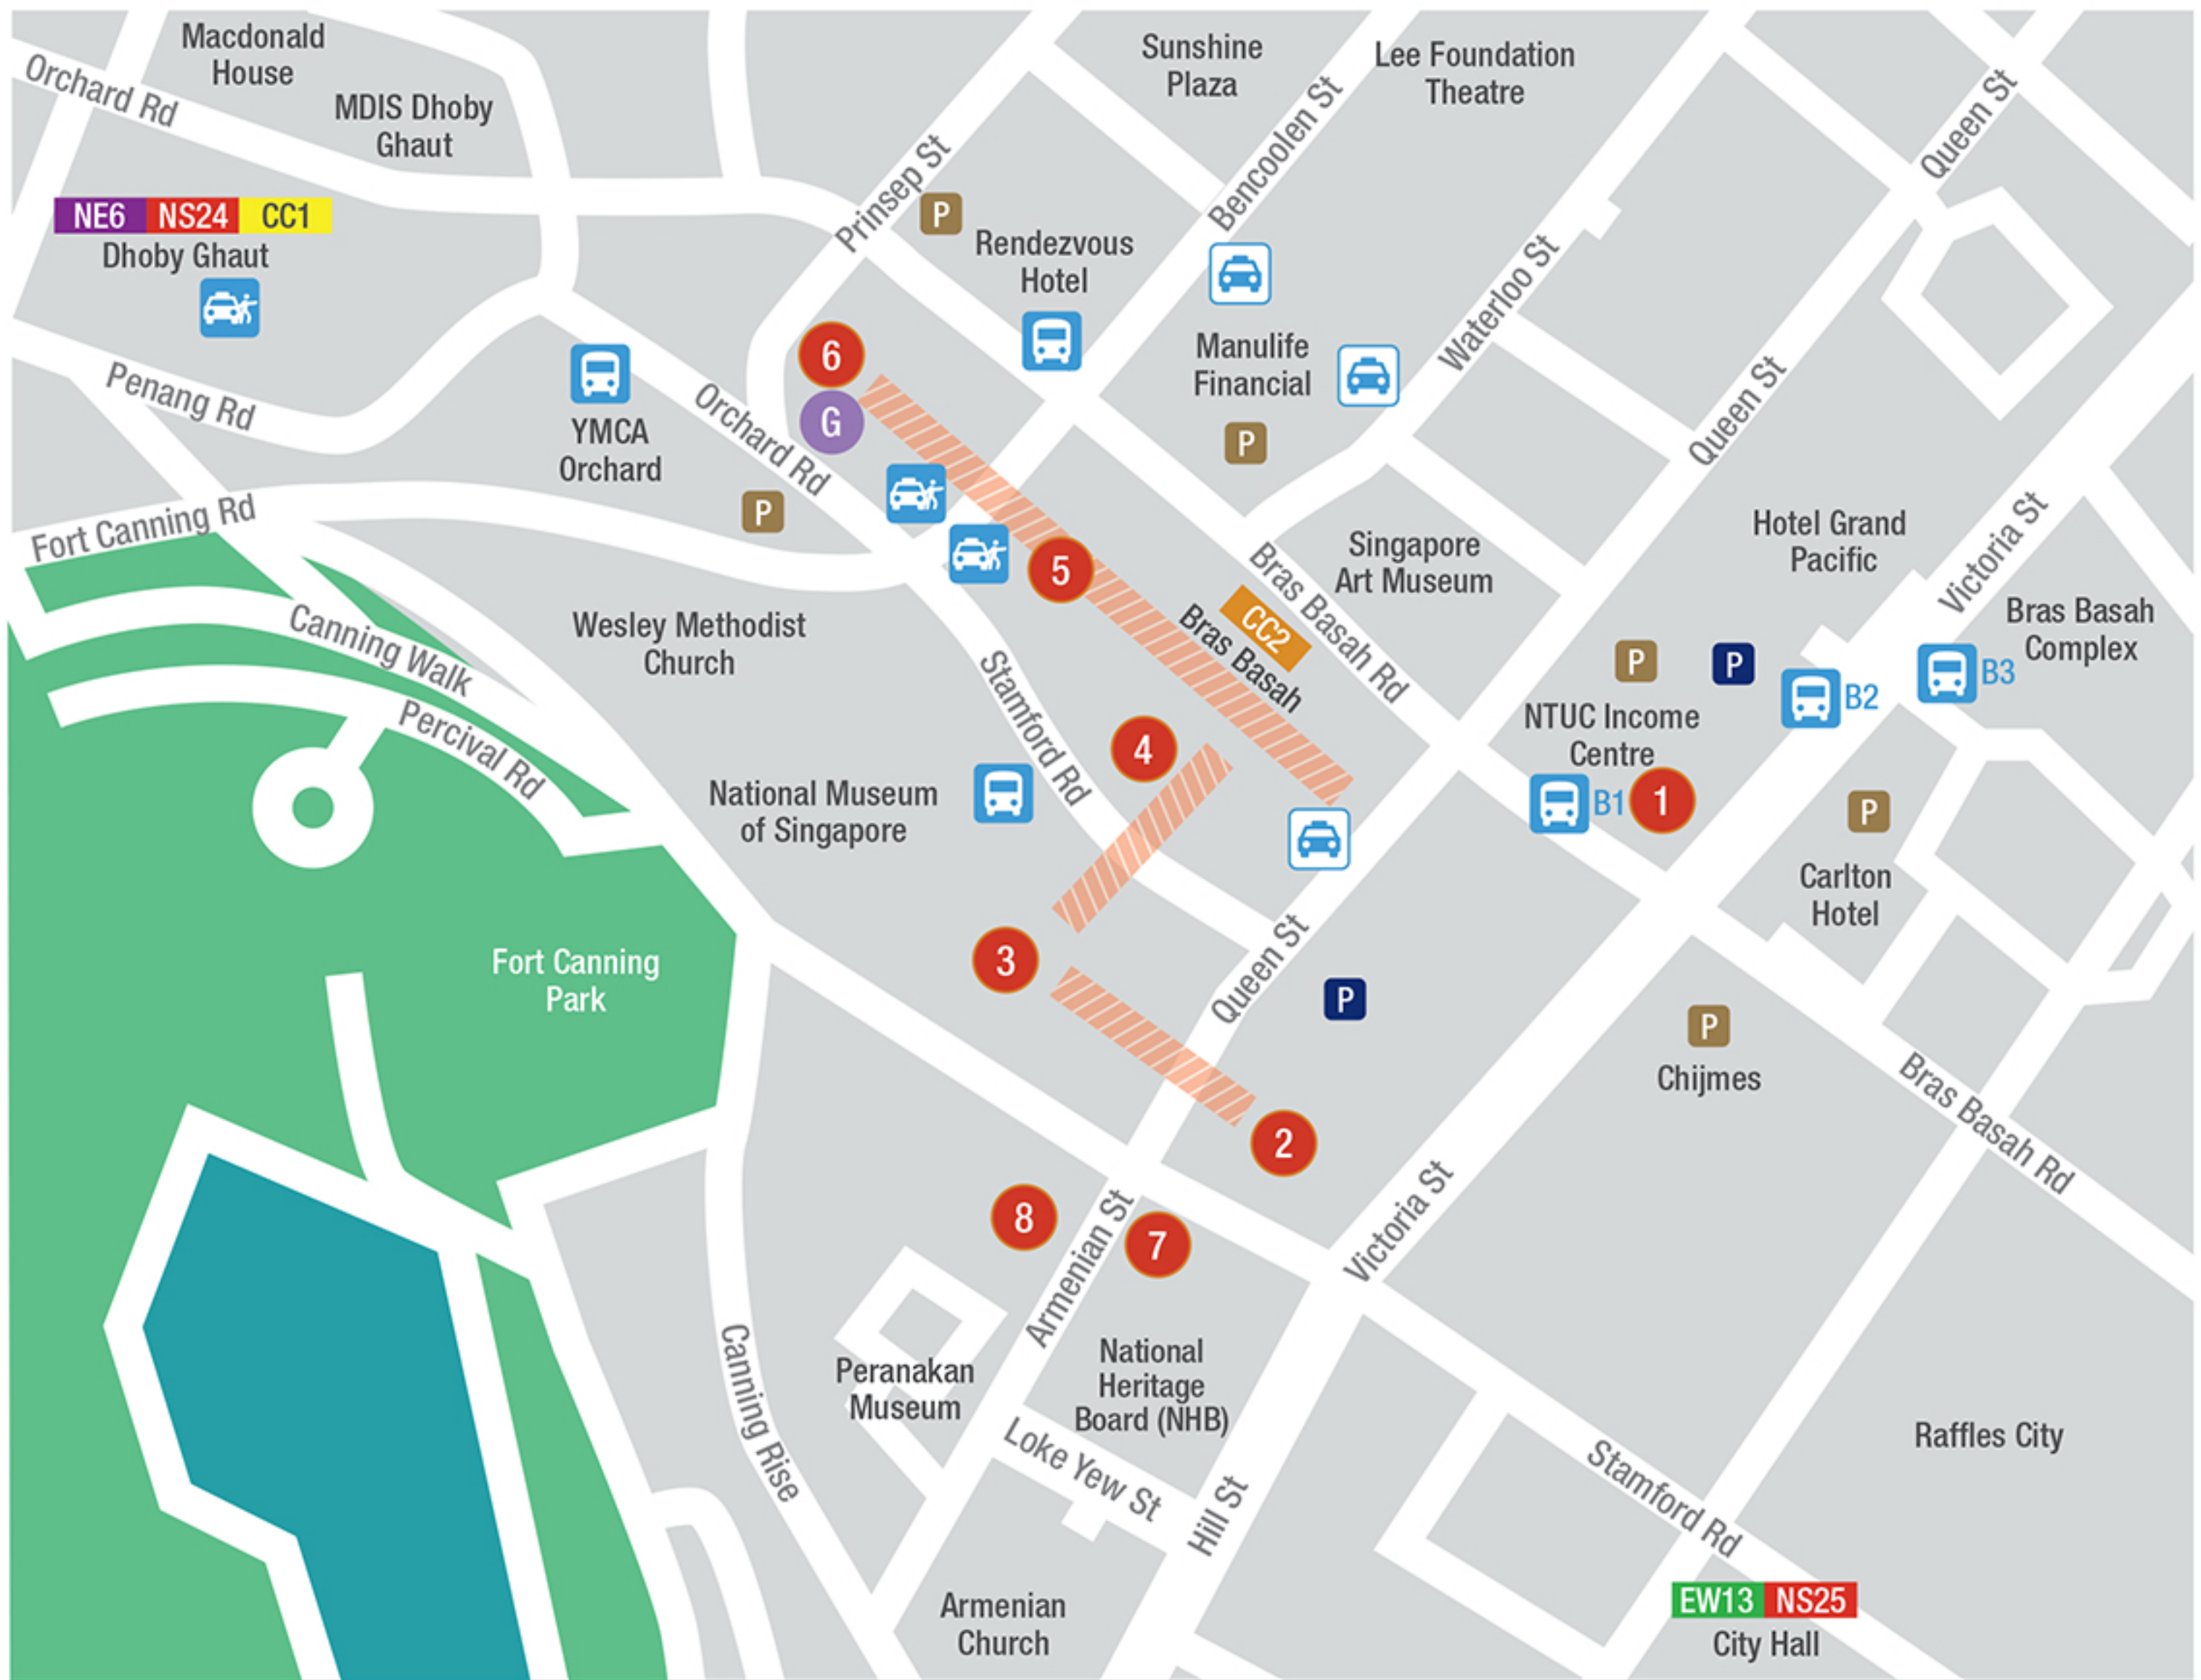 Macdonald
House
Orchard Rd
MDIS Dhoby
Ghaut
Sunshine
Plaza
Lee Foundation
Theatre
Bencoolen St
Queen St
Prinsep St
P
NE6 NS24 CC1
Dhoby Ghaut
Rendezvous
Hotel
Waterloo St
6
G
Manulife
Financial
P
Penang Rd
YMCA
Orchard
Orchard Rd
Queen St
P
Fort Canning Rd
5
Singapore
Art Museum
Bras Basah Rd
CC2
Bras Basah
Hotel Grand
Pacific
Victoria St
Bras Basah
Complex
Canning Walk
Wesley Methodist
Church
Stamford Rd
P
P
B2
B3
NTUC Income
Centre
B1
1
Percival Rd
4
National Museum
of Singapore
P
Carlton
Hotel
Fort Canning
Park
3
Queen St
P
P
Chijmes
Bras Basah Rd
2
8
7
Armenian St
Victoria St
Canning Rise
Peranakan
Museum
National
Heritage
Board (NHB)
Loke Yew St
Hill St
Stamford Rd
Raffles City
Armenian
Church
EW13 NS25
City Hall